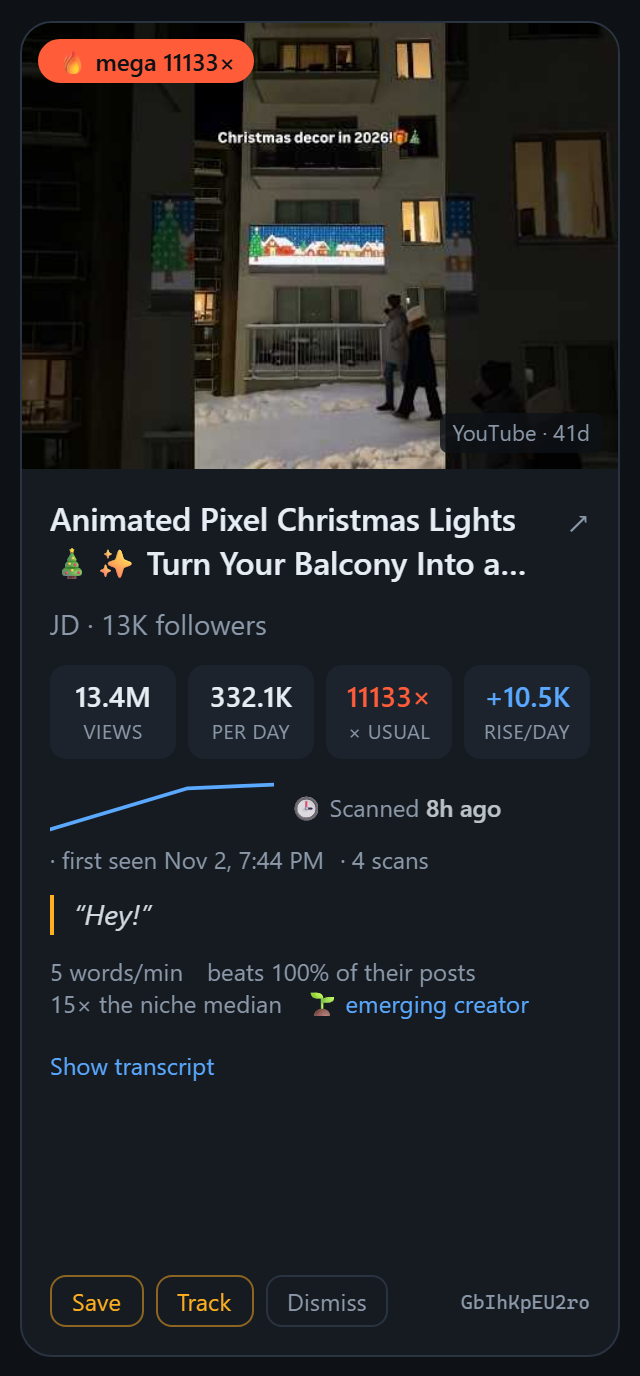 🔥 mega 11133×
Christmas decor in 2026!🎁🎄
YouTube · 41d
Animated Pixel Christmas Lights ↗
🎄 ✨ Turn Your Balcony Into a...
JD · 13K followers
13.4M 332.1K 11133× +10.5K
VIEWS PER DAY × USUAL RISE/DAY
🕒 Scanned 8h ago
· first seen Nov 2, 7:44 PM · 4 scans
“Hey!”
5 words/min beats 100% of their posts
15× the niche median 🌱 emerging creator
Show transcript
Save Track Dismiss GbIhKpEU2ro